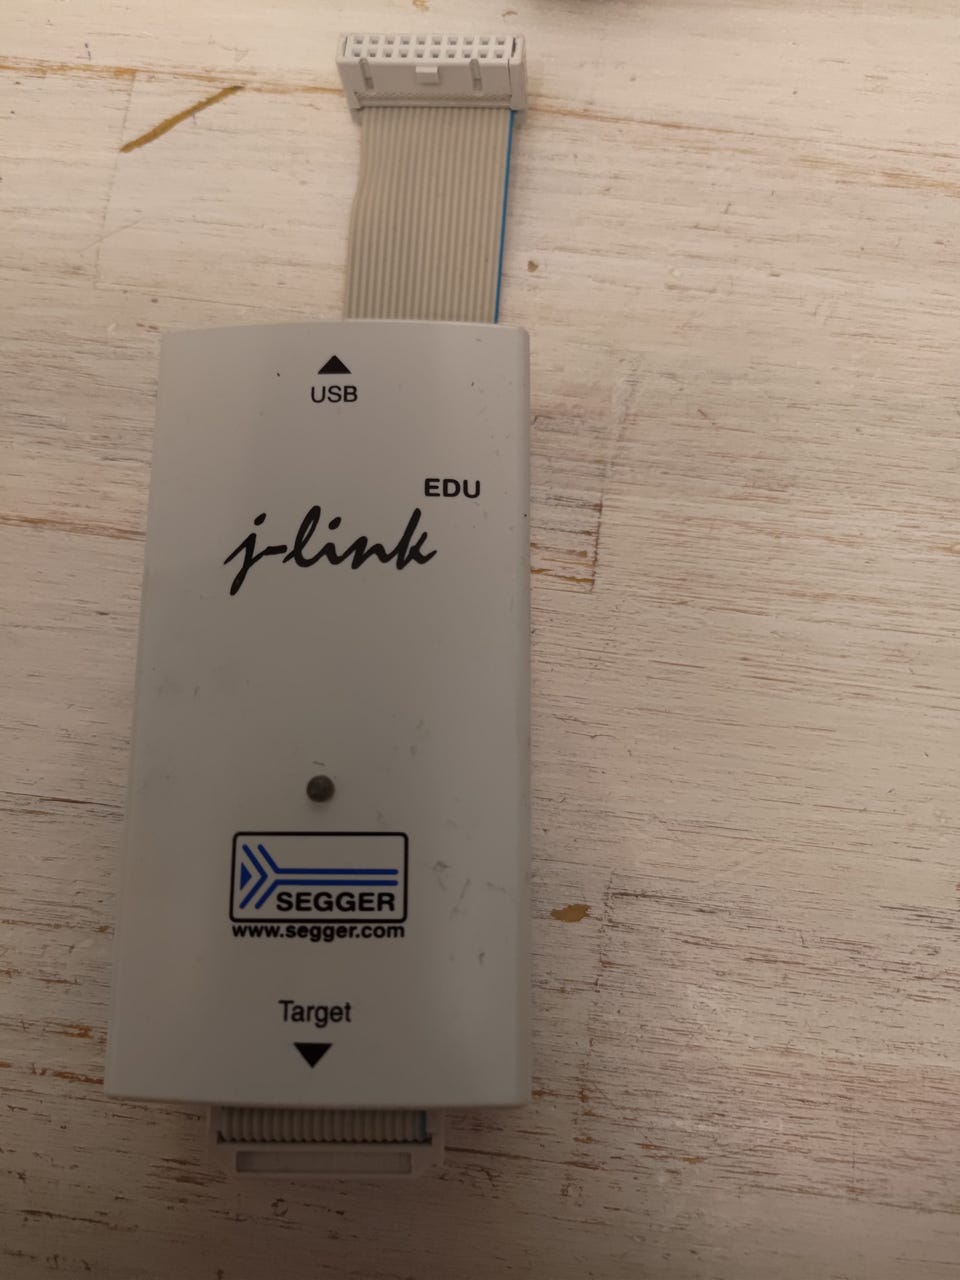 USB
EDU
j-link
SEGGER
www.segger.com
Target